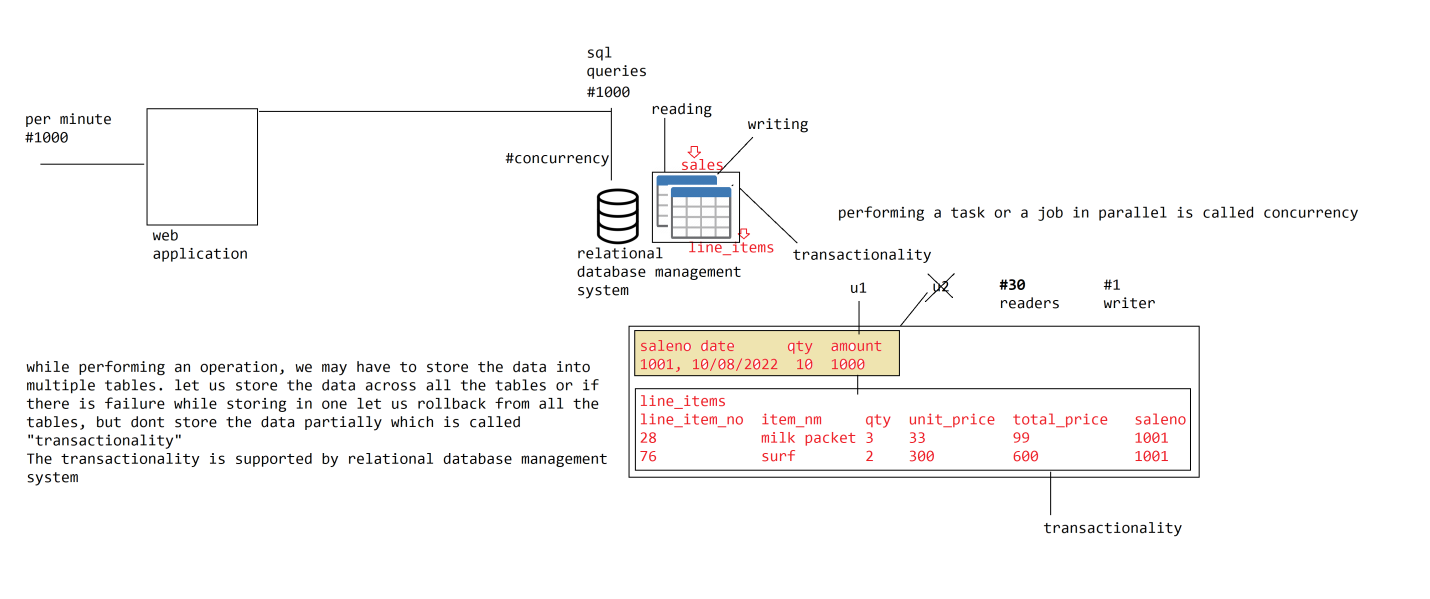 sql
queries
#1000
per minute
#1000
reading
writing
#concurrency
sales
web
application
relational
database management
system
line_items
transactionality
performing a task or a job in parallel is called concurrency
u1
u2
#30
readers
#1
writer
saleno date qty amount
1001, 10/08/2022 10 1000
line_items
line_item_no item_nm qty unit_price total_price saleno
28 milk packet 3 33 99 1001
76 surf 2 300 600 1001
transactionality
while performing an operation, we may have to store the data into
multiple tables. let us store the data across all the tables or if
there is failure while storing in one let us rollback from all the
tables, but dont store the data partially which is called
"transactionality"
The transactionality is supported by relational database management
system